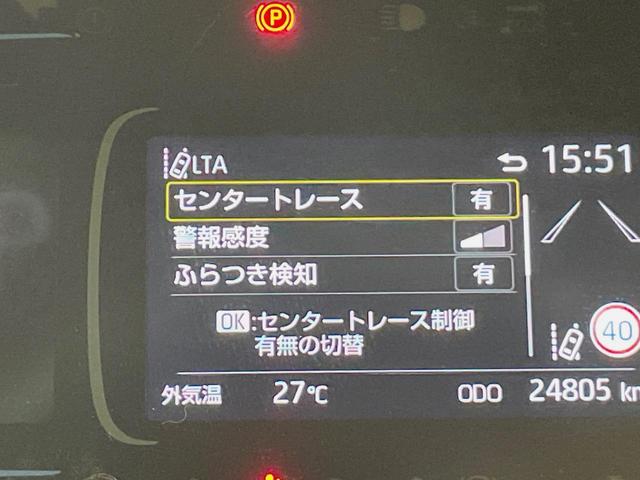 P
LTA
15:51
センタートレース 有
警報感度
ふらつき検知 有
OK:センタートレース制御
有無の切替
40
外気温 27℃ ODO 24805 km